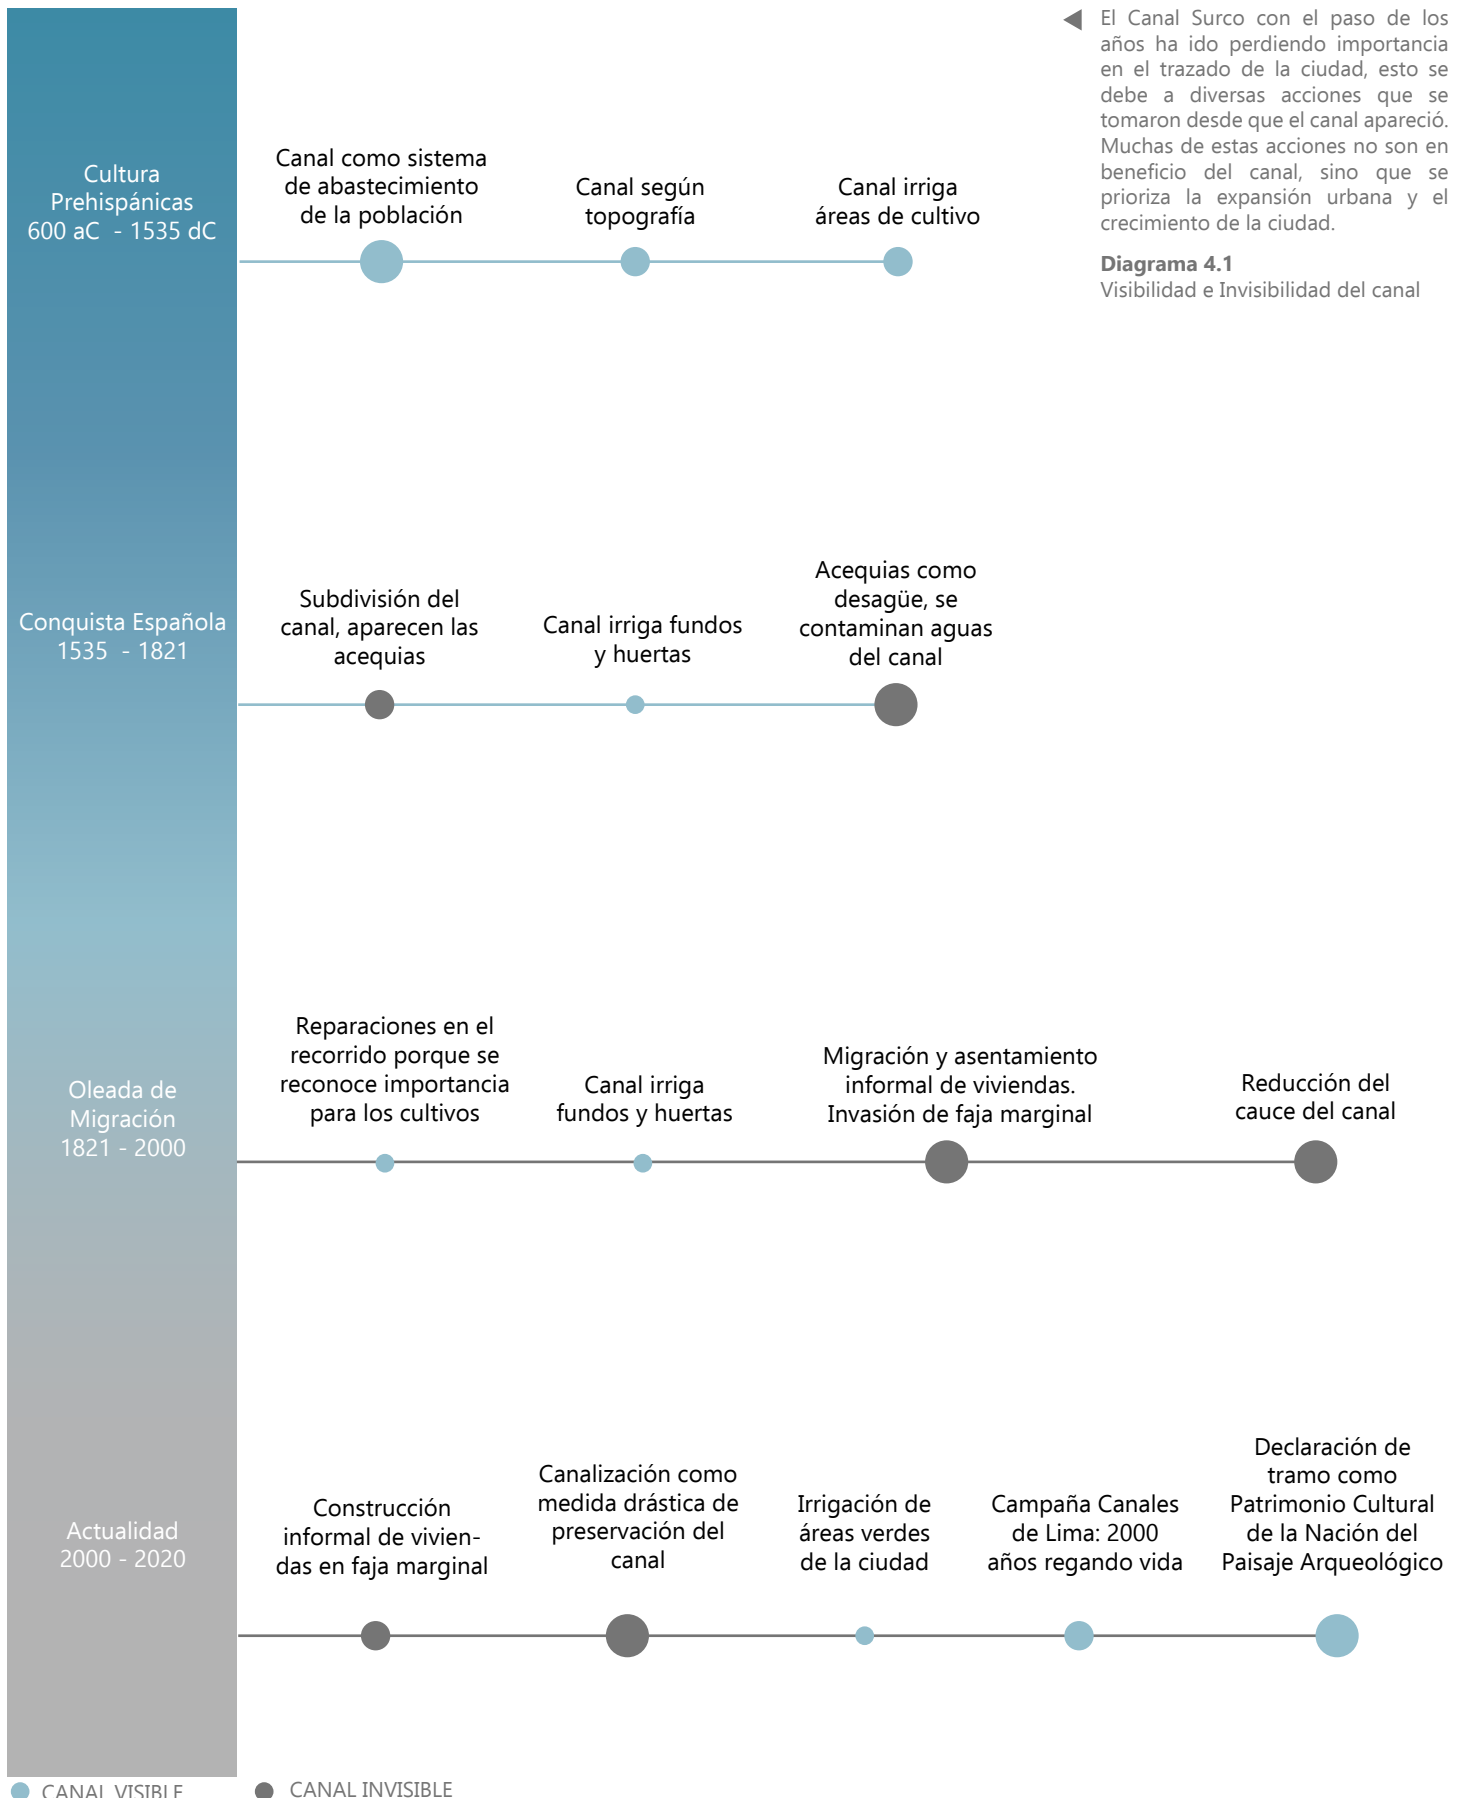 El Canal Surco con el paso de los
años ha ido perdiendo importancia
en el trazado de la ciudad, esto se
debe a diversas acciones que se
tomaron desde que el canal apareció.
Muchas de estas acciones no son en
beneficio del canal, sino que se
prioriza la expansión urbana y el
crecimiento de la ciudad.
Diagrama 4.1
Visibilidad e Invisibilidad del canal
Cultura
Prehispánicas
600 aC - 1535 dC
Canal como sistema
de abastecimiento
de la población
Canal según
topografía
Canal irriga
áreas de cultivo
Conquista Española
1535 - 1821
Subdivisión del
canal, aparecen las
acequias
Canal irriga fundos
y huertas
Acequias como
desagüe, se
contaminan aguas
del canal
Oleada de
Migración
1821 - 2000
Reparaciones en el
recorrido porque se
reconoce importancia
para los cultivos
Canal irriga
fundos y huertas
Migración y asentamiento
informal de viviendas.
Invasión de faja marginal
Reducción del
cauce del canal
Actualidad
2000 - 2020
Construcción
informal de vivien-
das en faja marginal
Canalización como
medida drástica de
preservación del
canal
Irrigación de
áreas verdes
de la ciudad
Campaña Canales
de Lima: 2000
años regando vida
Declaración de
tramo como
Patrimonio Cultural
de la Nación del
Paisaje Arqueológico
CANAL VISIBLE
CANAL INVISIBLE